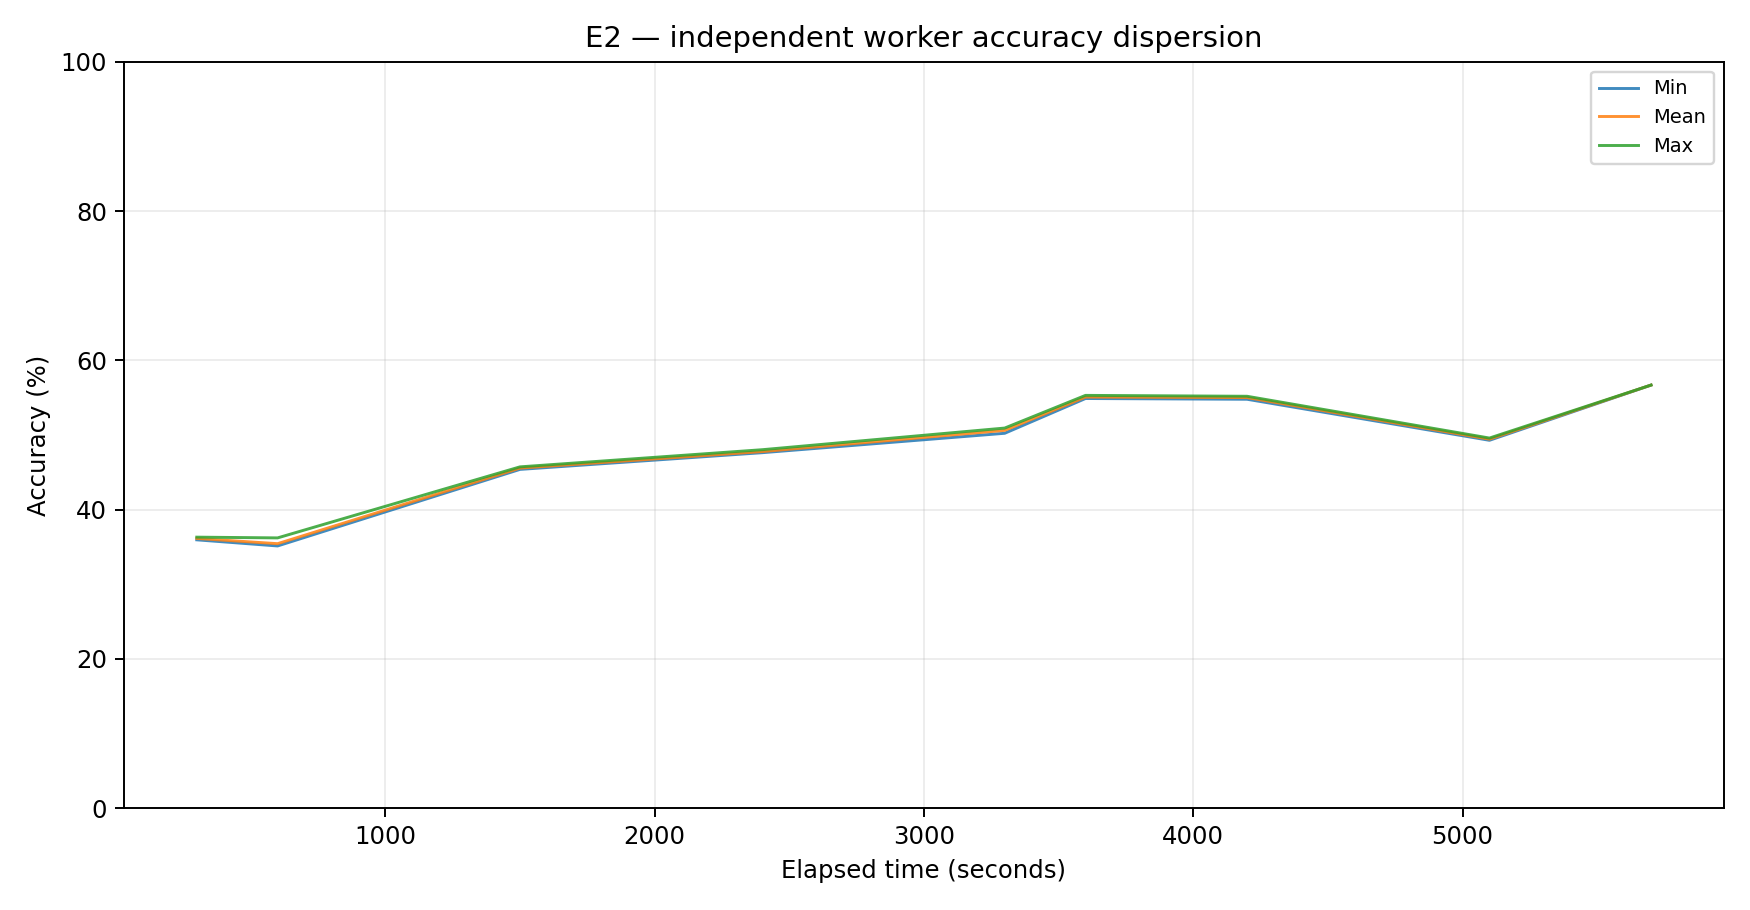 E2 — independent worker accuracy dispersion
Min
Mean
Max
100
80
60
40
20
0
Accuracy (%)
1000 2000 3000 4000 5000
Elapsed time (seconds)